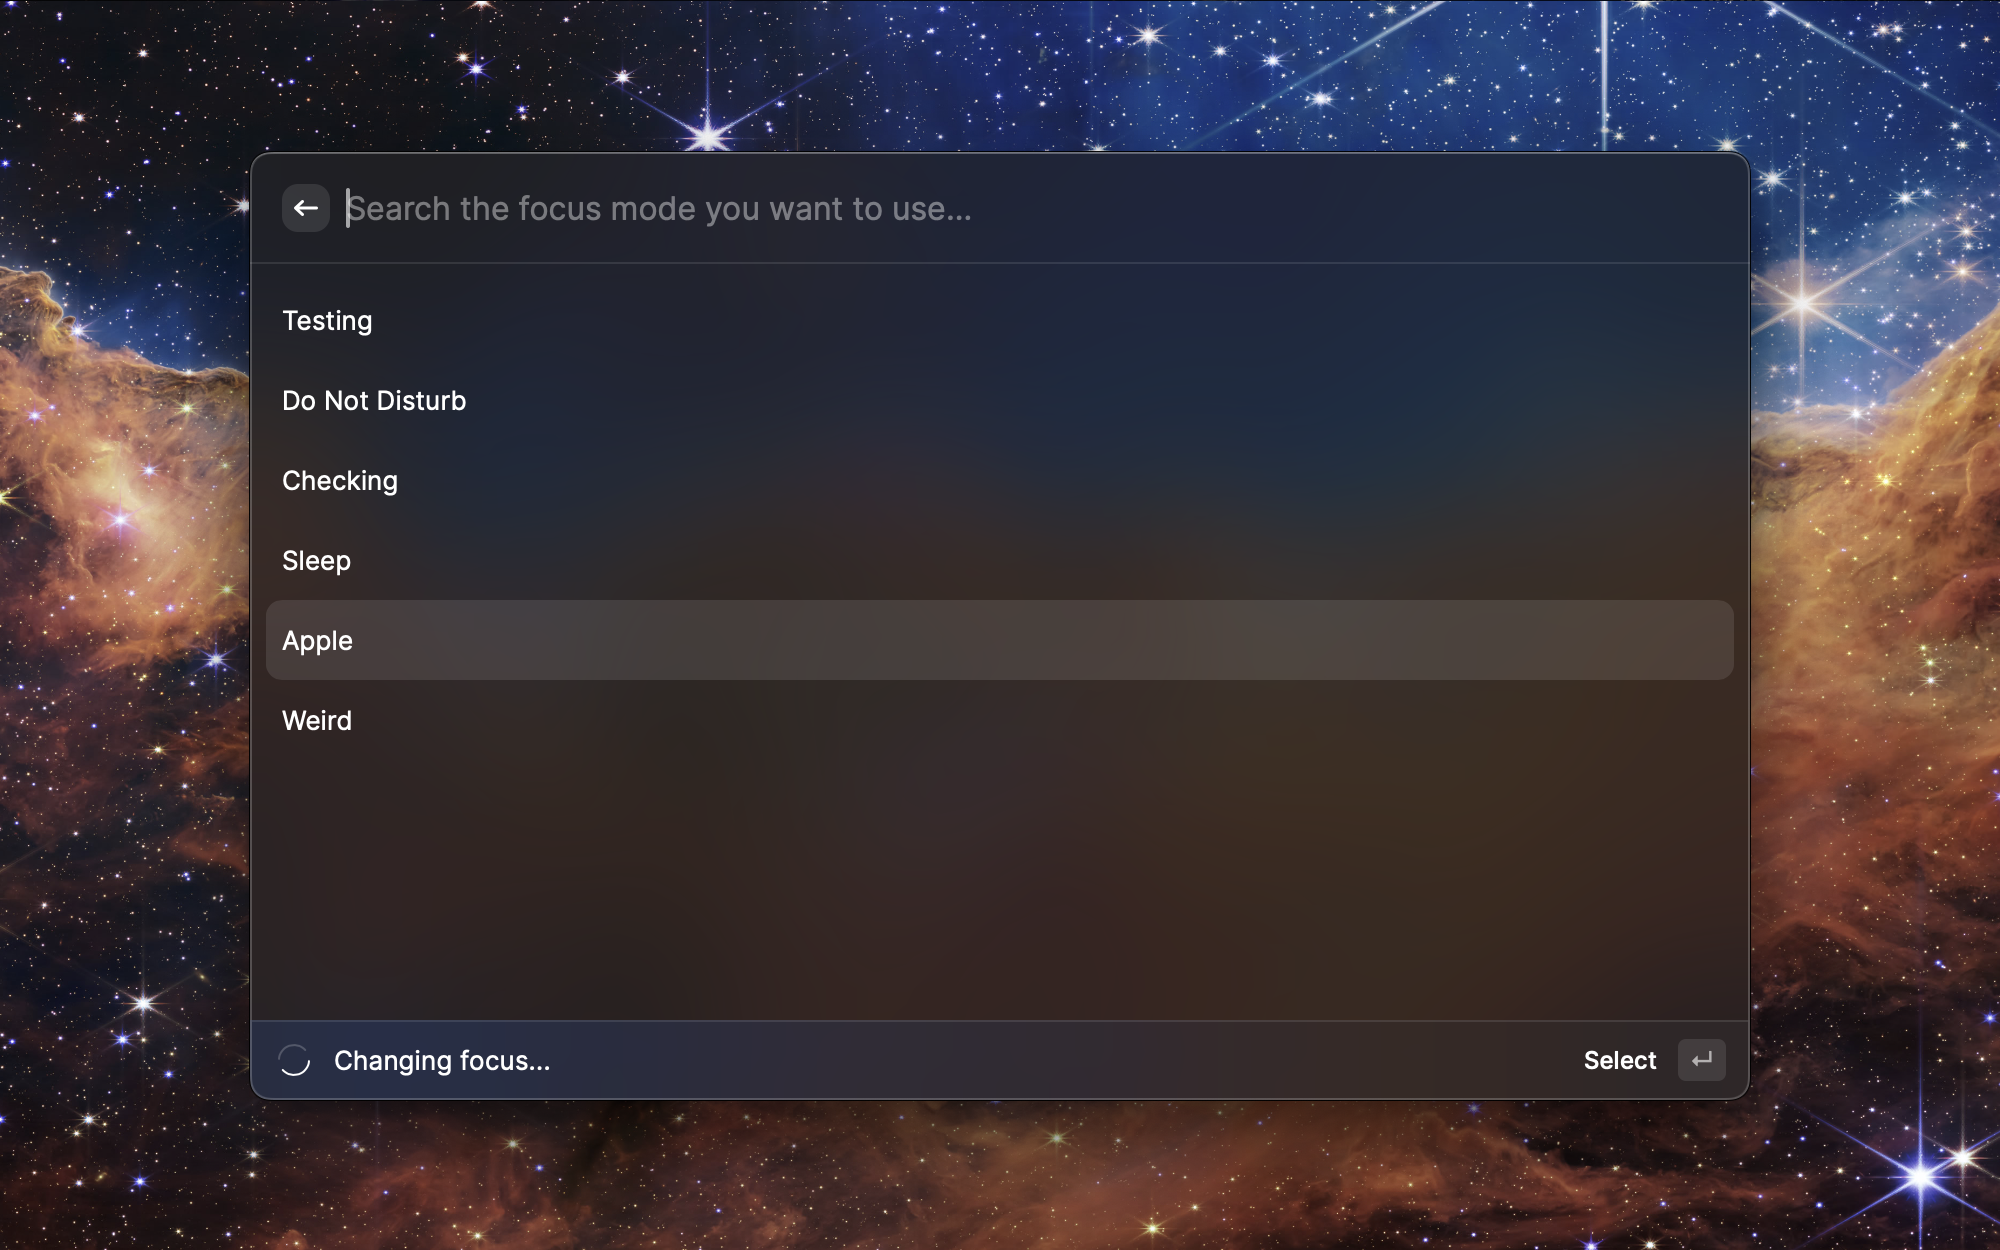 Search the focus mode you want to use...
Testing
Do Not Disturb
Checking
Sleep
Apple
Weird
Changing focus...
Select